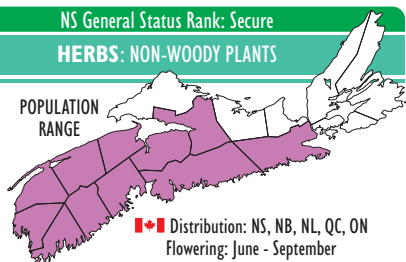 NS General Status Rank: Secure
HERBS: NON-WOODY PLANTS
POPULATION
RANGE
Distribution: NS, NB, NL, QC, ON
Flowering: June - September